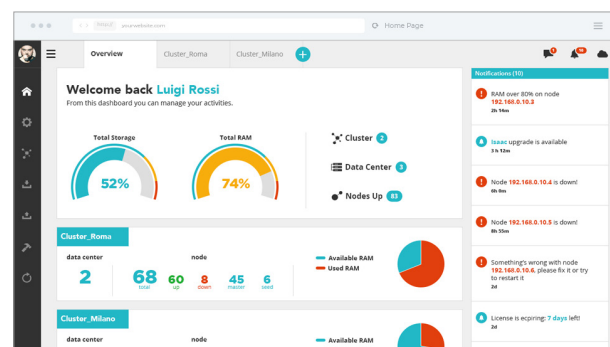 yourwebsite.com
Home Page
Overview
Cluster_Roma
Cluster_Milano
Welcome back Luigi Rossi
From this dashboard you can manage your activities.
Total Storage
52%
Total RAM
74%
Cluster 2
Data Center 3
Nodes Up 83
Cluster_Roma
data center
2
node
68
total
60
up
8
down
45
master
6
seed
Available RAM
Used RAM
Cluster_Milano
data center
node
Available RAM
Notifications (10)
RAM over 80% on node
192.168.0.10.3
2h 14m
Isaac upgrade is available
3 h 12m
Node 192.168.0.10.4 is down!
6h 0m
Node 192.168.0.10.5 is down!
8h 55m
Something's wrong with node
192.168.0.10.6, please fix it or try
to restart it
2d
License is ecpiring: 7 days left!
2d